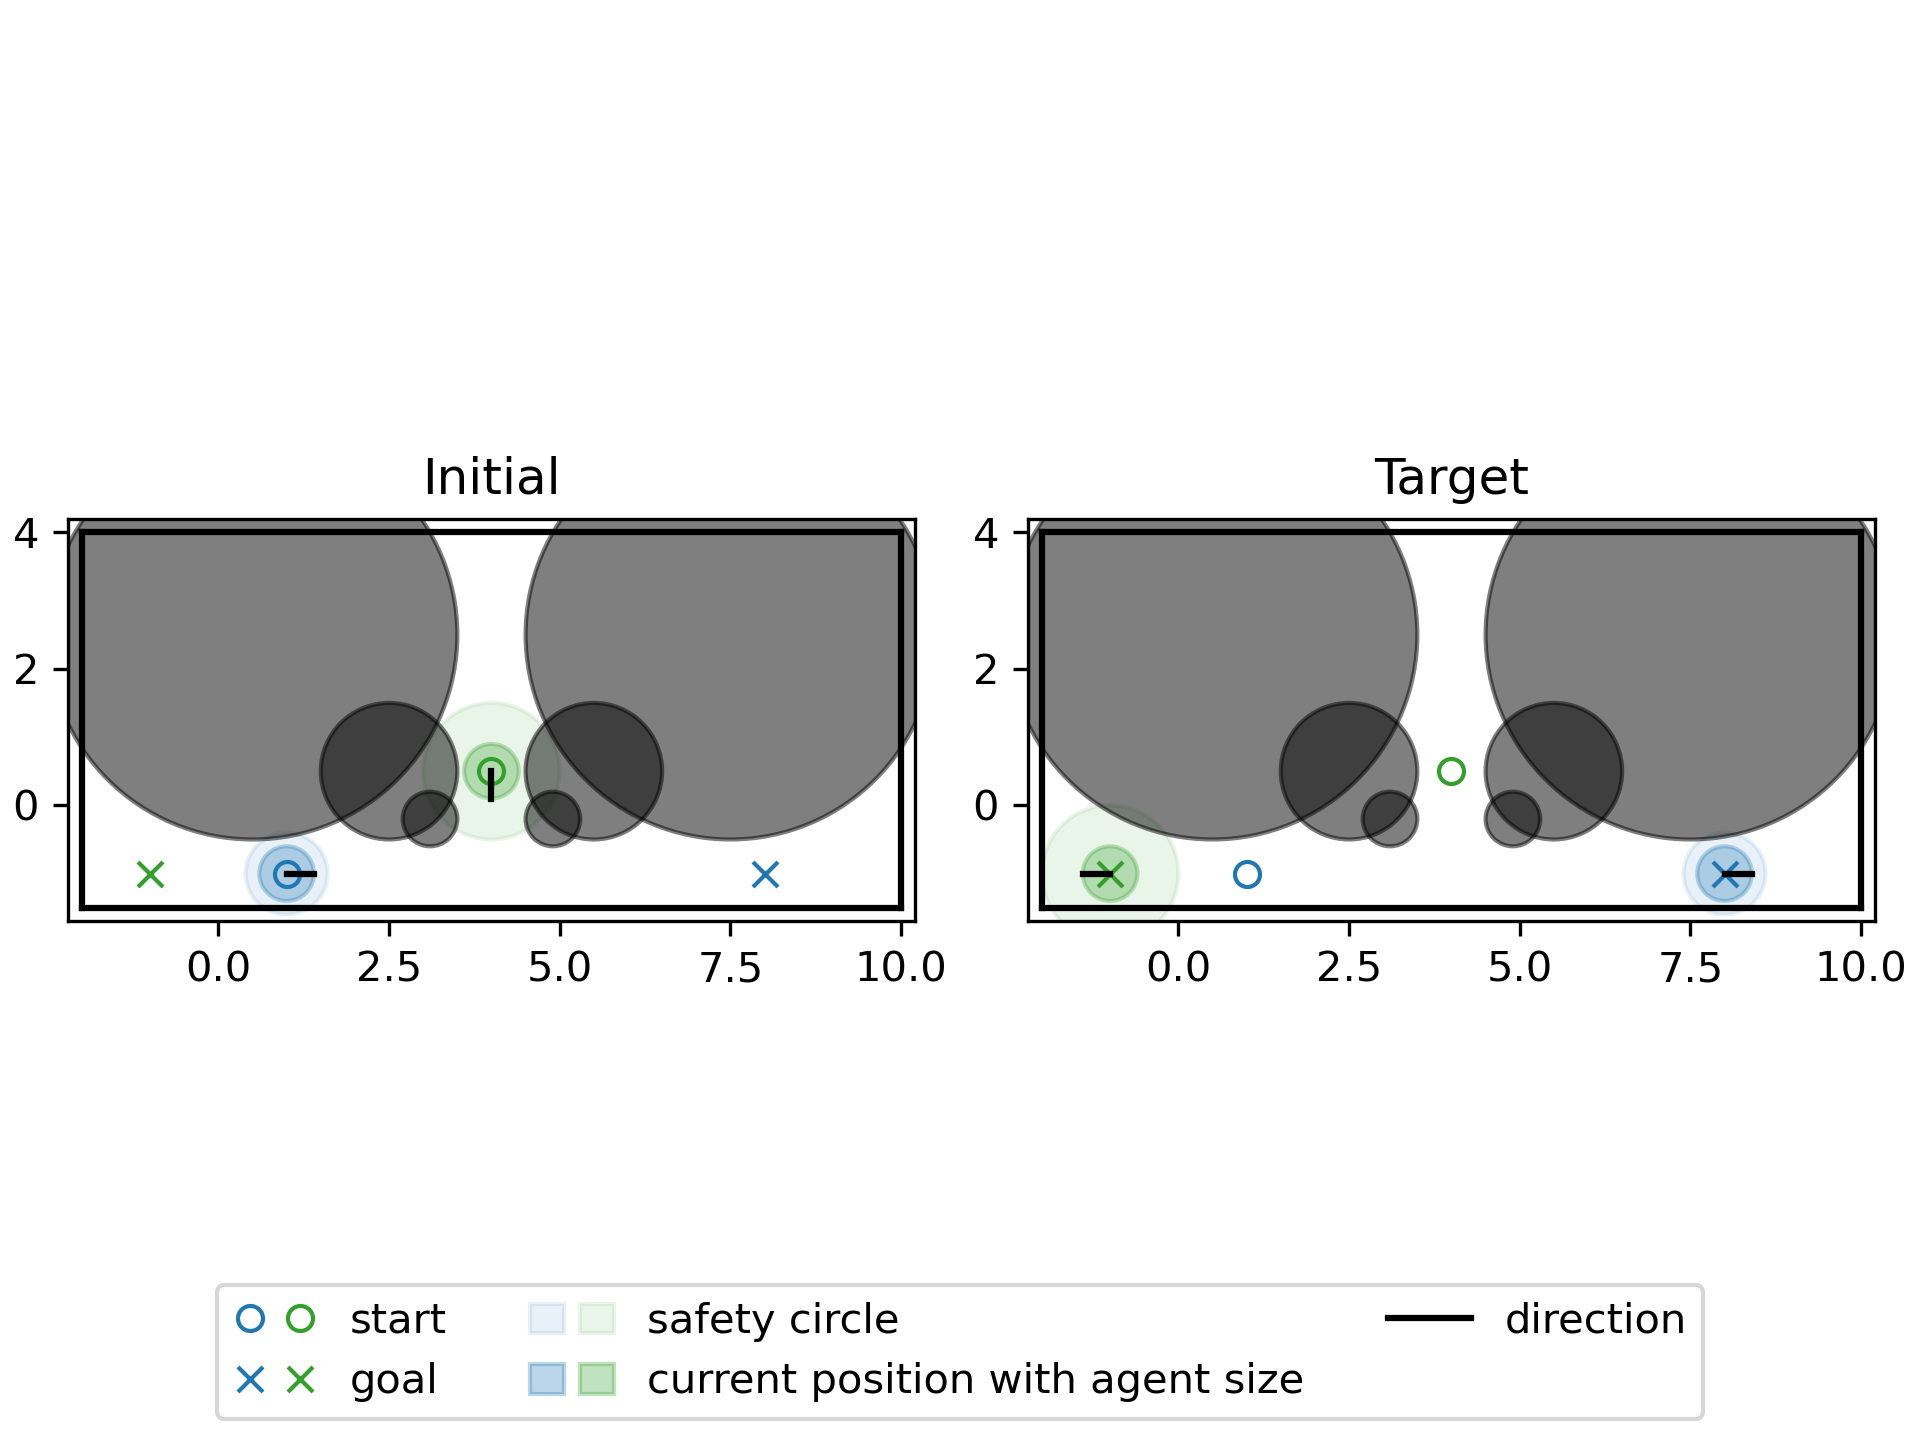 Initial
Target
4
2
0
0.0 2.5 5.0 7.5 10.0
4
2
0
0.0 2.5 5.0 7.5 10.0
start
goal
safety circle
current position with agent size
direction